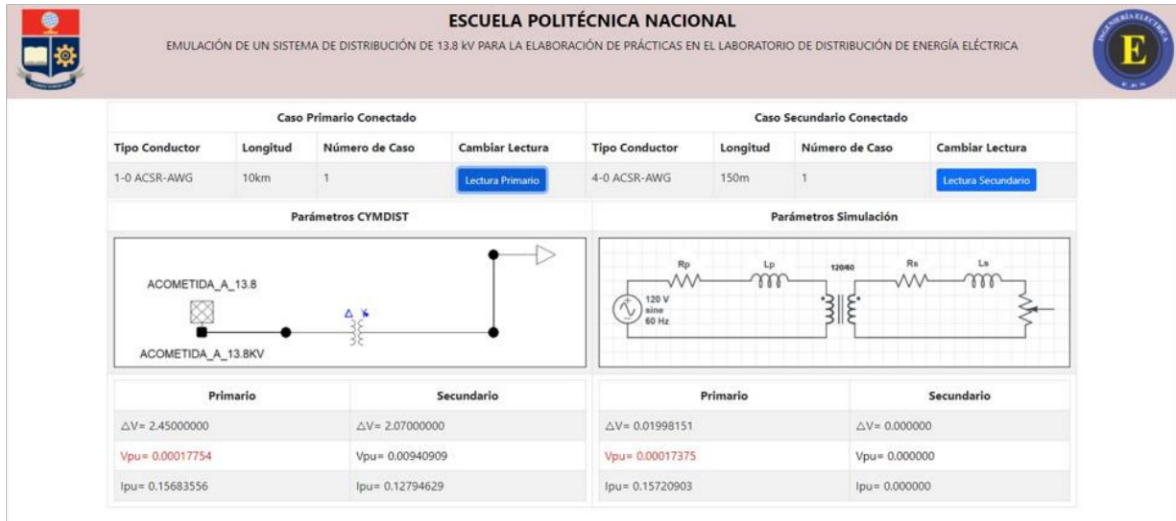 ESCUELA POLITÉCNICA NACIONAL
EMULACIÓN DE UN SISTEMA DE DISTRIBUCIÓN DE 13.8 kV PARA LA ELABORACIÓN DE PRÁCTICAS EN EL LABORATORIO DE DISTRIBUCIÓN DE ENERGÍA ELÉCTRICA
INGENIERÍA ELÉCTRICA
E
E.P.N.
Caso Primario Conectado
Caso Secundario Conectado
Tipo Conductor Longitud Número de Caso Cambiar Lectura
Tipo Conductor Longitud Número de Caso Cambiar Lectura
1-0 ACSR-AWG 10km 1 Lectura Primario
4-0 ACSR-AWG 150m 1 Lectura Secundario
Parámetros CYMDIST
Parámetros Simulación
ACOMETIDA_A_13.8
ACOMETIDA_A_13.8KV
Rp Lp 120/60 Rs Ls
120 V
sine
60 Hz
Primario Secundario
△V= 2.45000000 △V= 2.07000000
Vpu= 0.00017754 Vpu= 0.00940909
Ipu= 0.15683556 Ipu= 0.12794629
Primario Secundario
△V= 0.01998151 △V= 0.000000
Vpu= 0.00017375 Vpu= 0.000000
Ipu= 0.15720903 Ipu= 0.000000